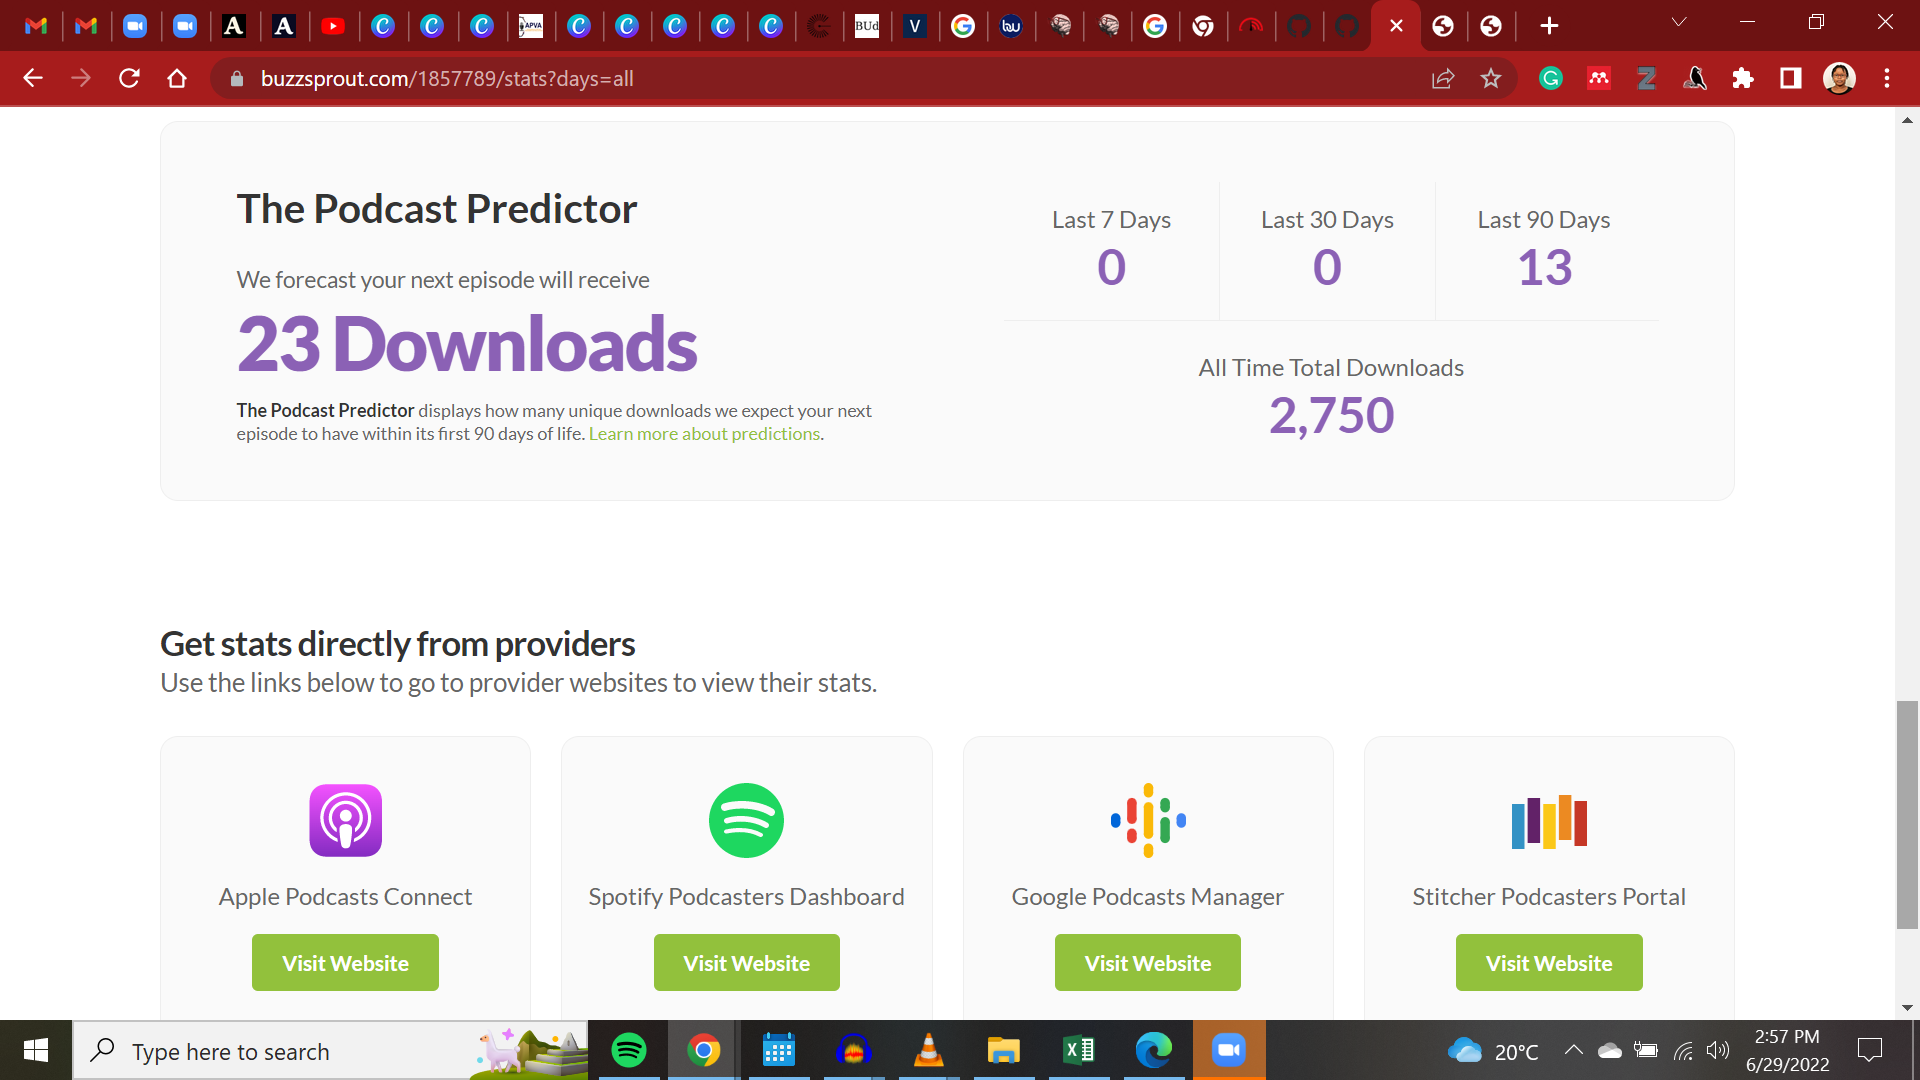 BUd
V
APVA
bu
buzzsprout.com/1857789/stats?days=all
The Podcast Predictor
We forecast your next episode will receive
23 Downloads
The Podcast Predictor displays how many unique downloads we expect your next
episode to have within its first 90 days of life. Learn more about predictions.
Last 7 Days
0
Last 30 Days
0
Last 90 Days
13
All Time Total Downloads
2,750
Get stats directly from providers
Use the links below to go to provider websites to view their stats.
Apple Podcasts Connect
Visit Website
Spotify Podcasters Dashboard
Visit Website
Google Podcasts Manager
Visit Website
Stitcher Podcasters Portal
Visit Website
Type here to search
20°C
2:57 PM
6/29/2022